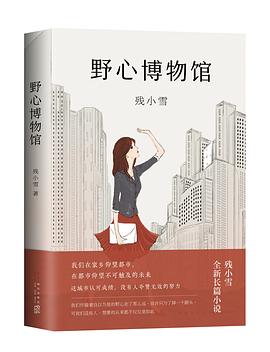 野心博物馆
残小雪 著
野心博物馆
残小雪
残小雪
全新长篇小说
我们在家乡仰望都市，
在都市仰望不可触及的未来
这城市认可成绩，没有人夸赞无效的努力